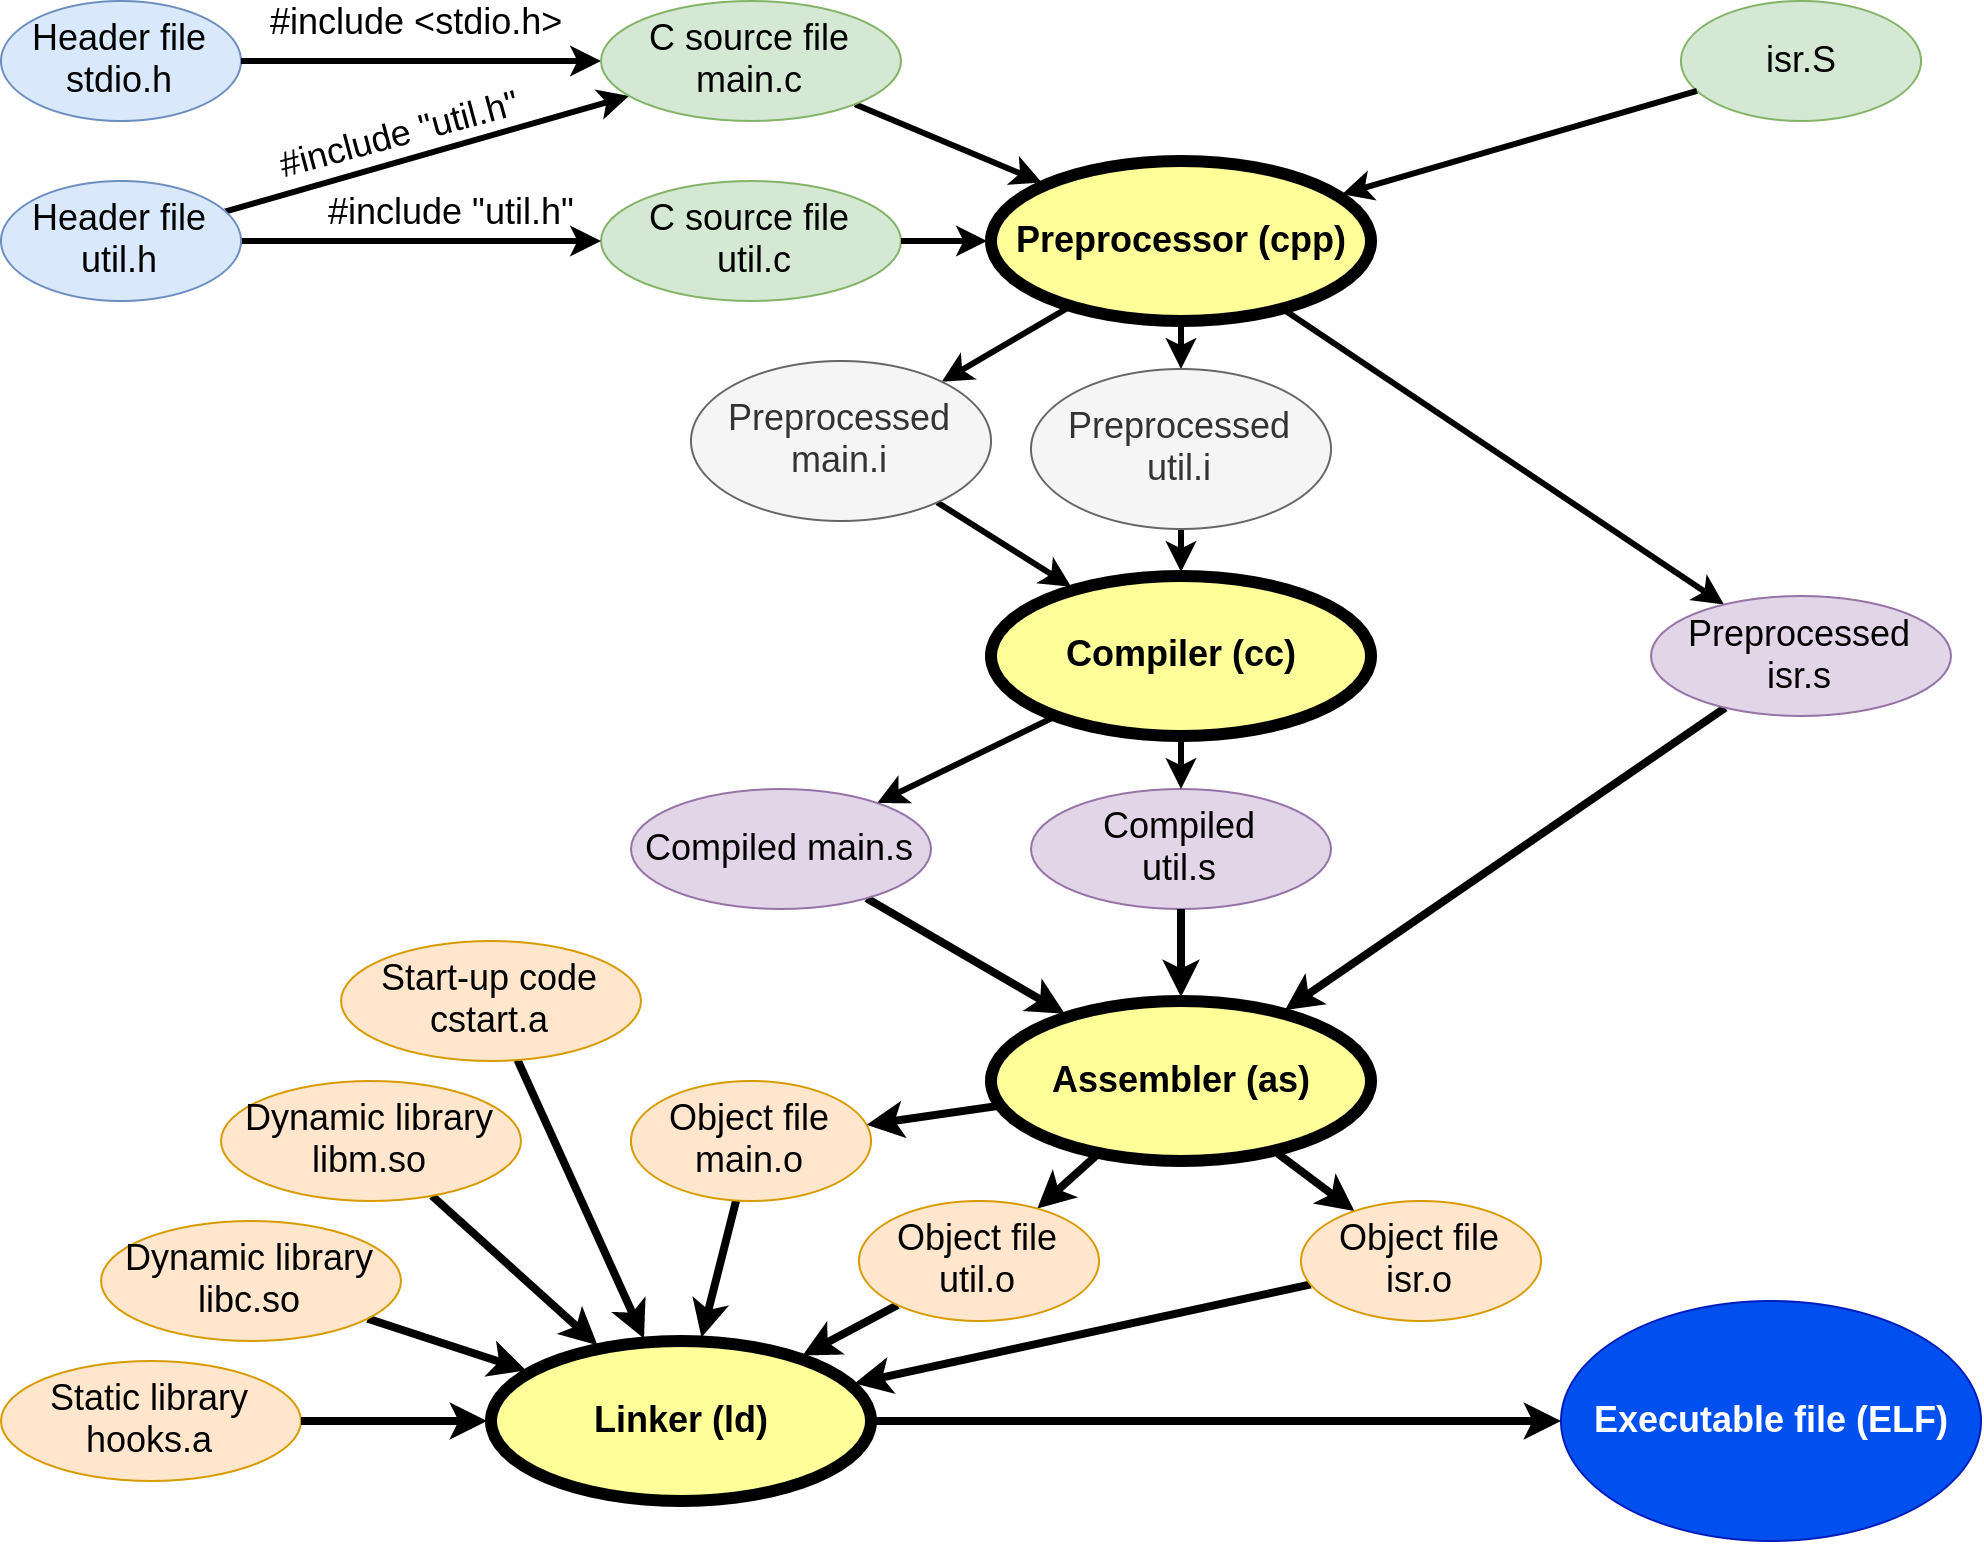 Header file
stdio.h
#include <stdio.h>
C source file
main.c
isr.S
#include "util.h"
Header file
util.h
#include "util.h"
C source file
util.c
Preprocessor (cpp)
Preprocessed
main.i
Preprocessed
util.i
Compiler (cc)
Preprocessed
isr.s
Compiled main.s
Compiled
util.s
Start-up code
cstart.a
Assembler (as)
Dynamic library
libm.so
Object file
main.o
Dynamic library
libc.so
Object file
util.o
Object file
isr.o
Static library
hooks.a
Linker (ld)
Executable file (ELF)